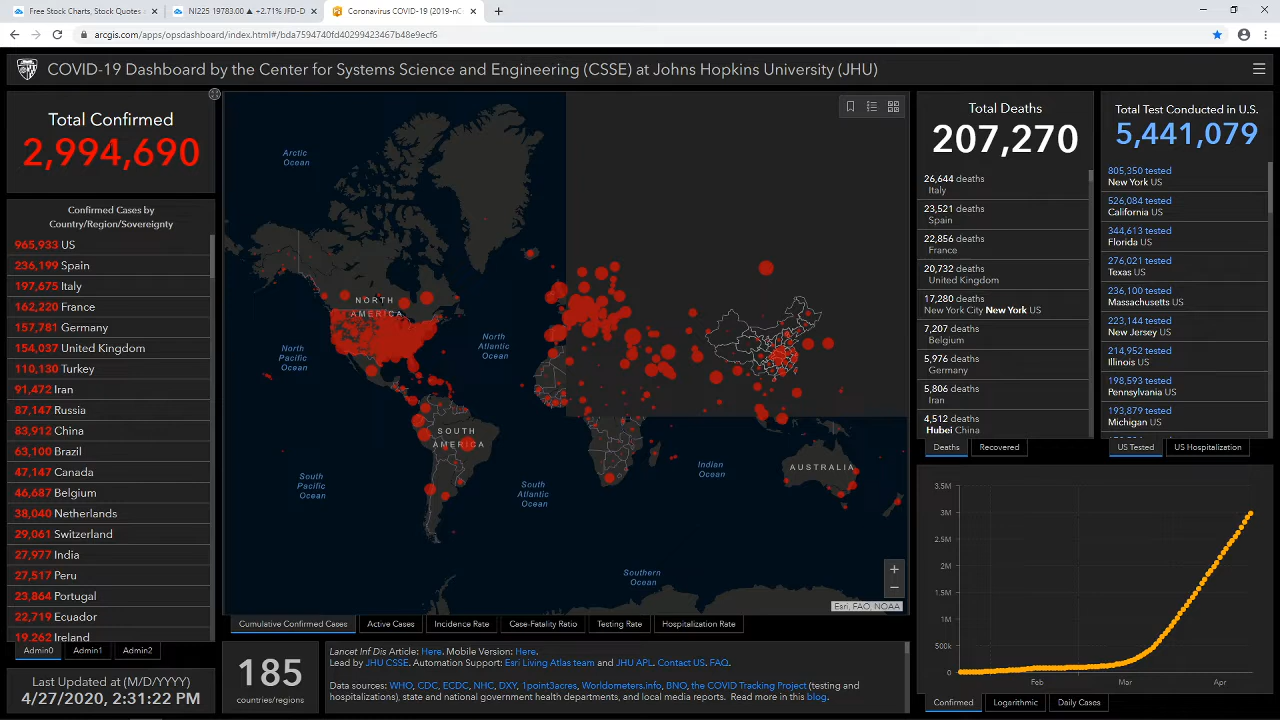 Free Stock Charts, Stock Quotes
NI225 19783.00 ▲ +2.71% JFD-D
Coronavirus COVID-19 (2019-nC
arcgis.com/apps/opsdashboard/index.html#/bda7594740fd40299423467b48e9ecf6
COVID-19 Dashboard by the Center for Systems Science and Engineering (CSSE) at Johns Hopkins University (JHU)
Total Confirmed
2,994,690
Confirmed Cases by
Country/Region/Sovereignty
965,933 US
236,199 Spain
197,675 Italy
162,220 France
157,781 Germany
154,037 United Kingdom
110,130 Turkey
91,472 Iran
87,147 Russia
83,912 China
63,100 Brazil
47,147 Canada
46,687 Belgium
38,040 Netherlands
29,061 Switzerland
27,977 India
27,517 Peru
23,864 Portugal
22,719 Ecuador
19,262 Ireland
Admin0
Admin1
Admin2
Last Updated at (M/D/YYYY)
4/27/2020, 2:31:22 PM
Arctic
Ocean
NORTH
AMERICA
North
Pacific
Ocean
North
Atlantic
Ocean
SOUTH
AMERICA
South
Pacific
Ocean
South
Atlantic
Ocean
Indian
Ocean
AUSTRALIA
Southern
Ocean
+
−
Esri, FAO, NOAA
Cumulative Confirmed Cases
Active Cases
Incidence Rate
Case-Fatality Ratio
Testing Rate
Hospitalization Rate
185
countries/regions
Lancet Inf Dis Article: Here. Mobile Version: Here.
Lead by JHU CSSE. Automation Support: Esri Living Atlas team and JHU APL. Contact US. FAQ.
Data sources: WHO, CDC, ECDC, NHC, DXY, 1point3acres, Worldometers.info, BNO, the COVID Tracking Project (testing and
hospitalizations), state and national government health departments, and local media reports. Read more in this blog.
Total Deaths
207,270
26,644 deaths
Italy
23,521 deaths
Spain
22,856 deaths
France
20,732 deaths
United Kingdom
17,280 deaths
New York City New York US
7,207 deaths
Belgium
5,976 deaths
Germany
5,806 deaths
Iran
4,512 deaths
Hubei China
Deaths
Recovered
Total Test Conducted in U.S.
5,441,079
805,350 tested
New York US
526,084 tested
California US
344,613 tested
Florida US
276,021 tested
Texas US
236,100 tested
Massachusetts US
223,144 tested
New Jersey US
214,952 tested
Illinois US
198,593 tested
Pennsylvania US
193,879 tested
Michigan US
US Tested
US Hospitalization
3.5M
3M
2.5M
2M
1.5M
1M
500k
0
Feb
Mar
Apr
Confirmed
Logarithmic
Daily Cases